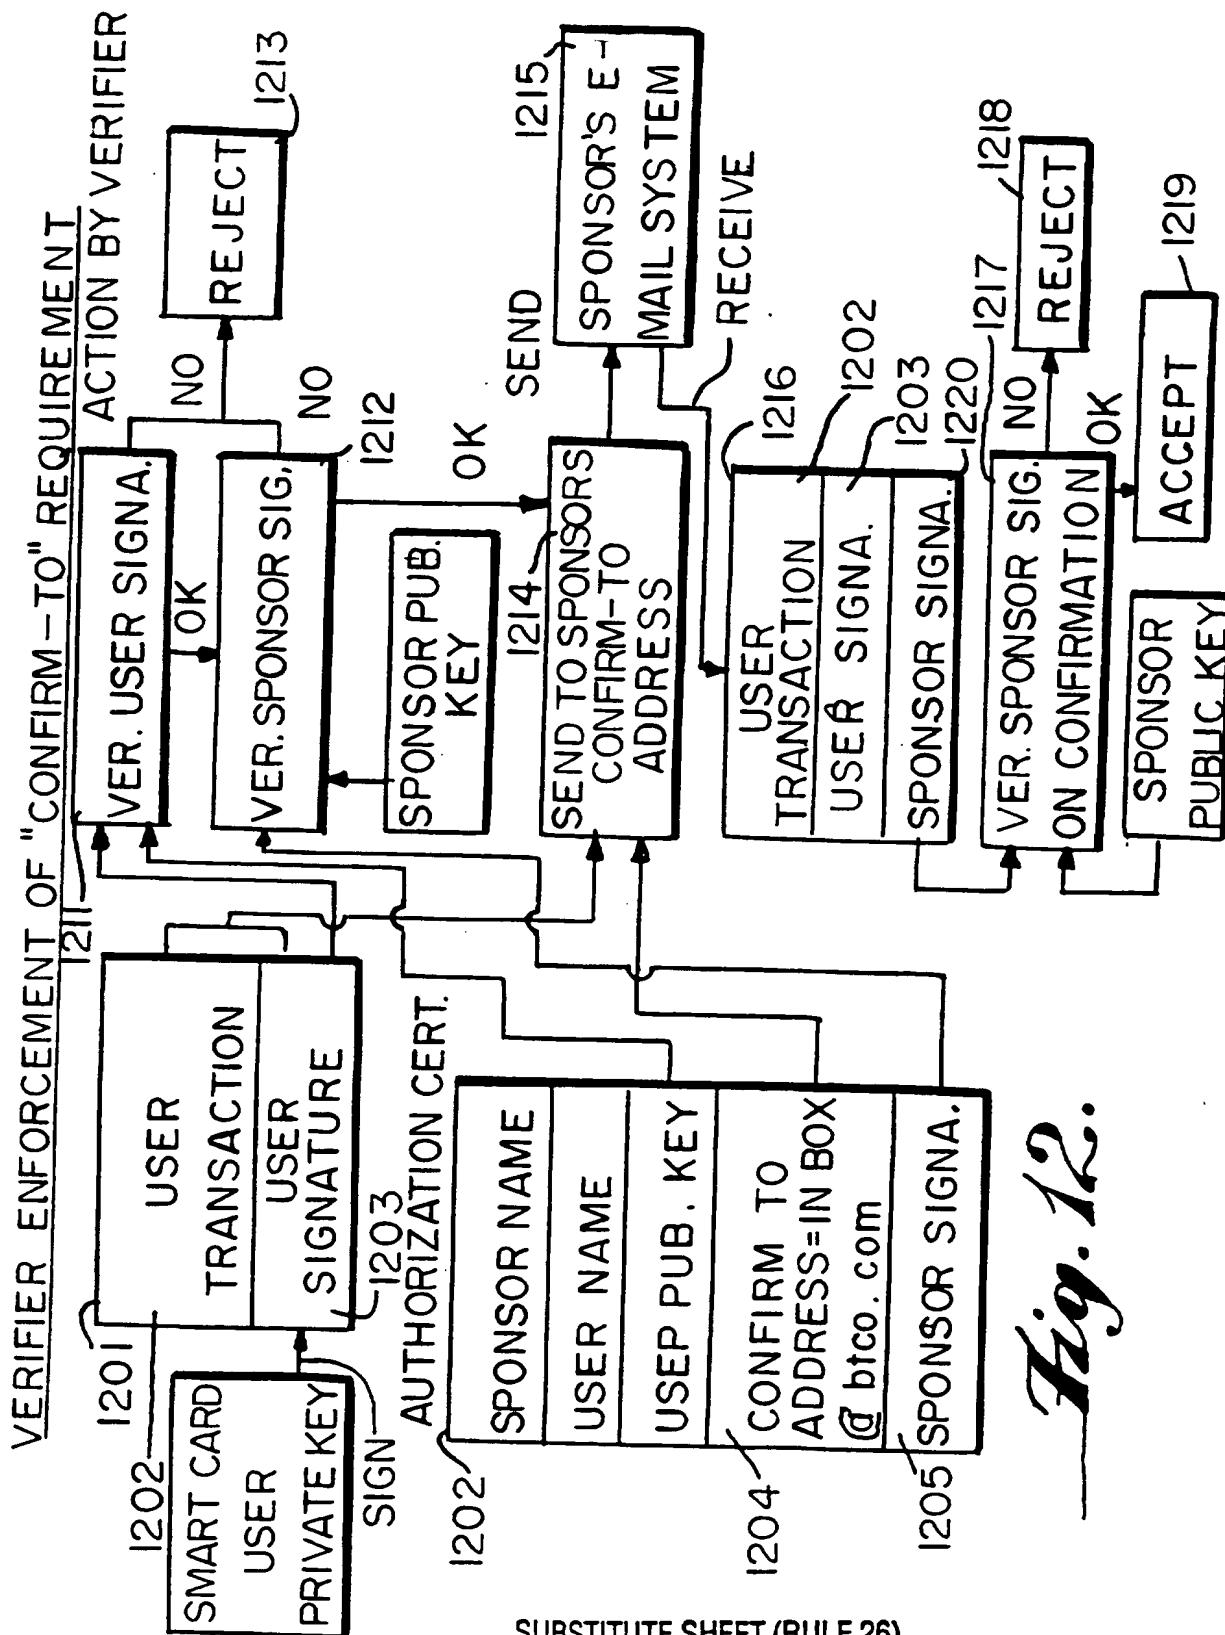 VERIFIER ENFORCEMENT OF "CONFIRM-TO" REQUIREMENT
ACTION BY VERIFIER
1201
1202
SMART CARD
USER
PRIVATE KEY
SIGN
USER
TRANSACTION
USER
SIGNATURE
1203
1211
VER. USER SIGNA.
NO
REJECT
1213
OK
VER. SPONSOR SIG.
NO
1212
SPONSOR PUB.
KEY
OK
AUTHORIZATION CERT.
1202
SPONSOR NAME
USER NAME
USEP PUB. KEY
1204
CONFIRM TO
ADDRESS=IN BOX
@ btco.com
1205
SPONSOR SIGNA.
1214
SEND TO SPONSORS
CONFIRM-TO
ADDRESS
SEND
1215
SPONSOR'S E-
MAIL SYSTEM
RECEIVE
1216
USER
TRANSACTION
1202
USER SIGNA.
1203
SPONSOR SIGNA.
1220
1217
VER. SPONSOR SIG.
ON CONFIRMATION
NO
REJECT
1218
OK
ACCEPT
1219
SPONSOR
PUBLIC KEY
Fig. 12.
SUBSTITUTE SHEET (RULE 26)